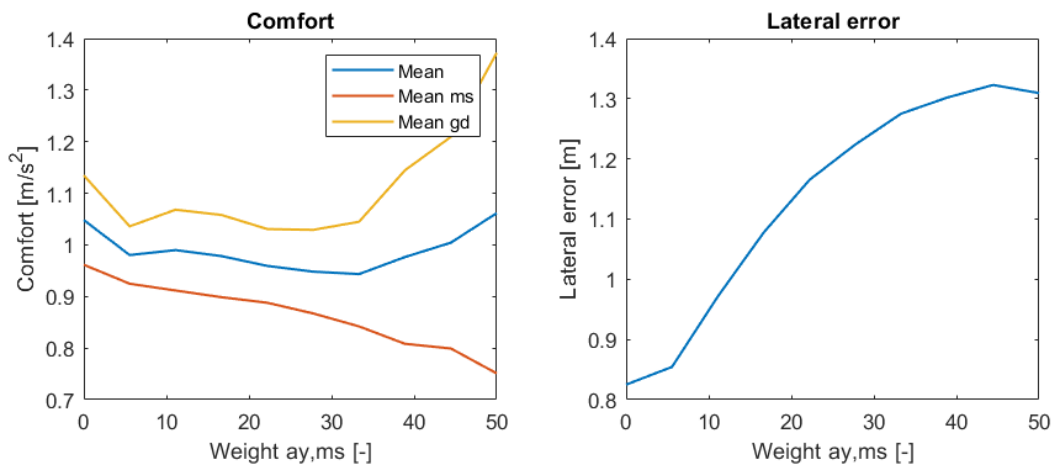 Comfort
1.4
1.3
1.2
1.1
1
0.9
0.8
0.7
Comfort [m/s²]
0 10 20 30 40 50
Weight ay,ms [-]
Mean
Mean ms
Mean gd
Lateral error
1.4
1.3
1.2
1.1
1
0.9
0.8
Lateral error [m]
0 10 20 30 40 50
Weight ay,ms [-]